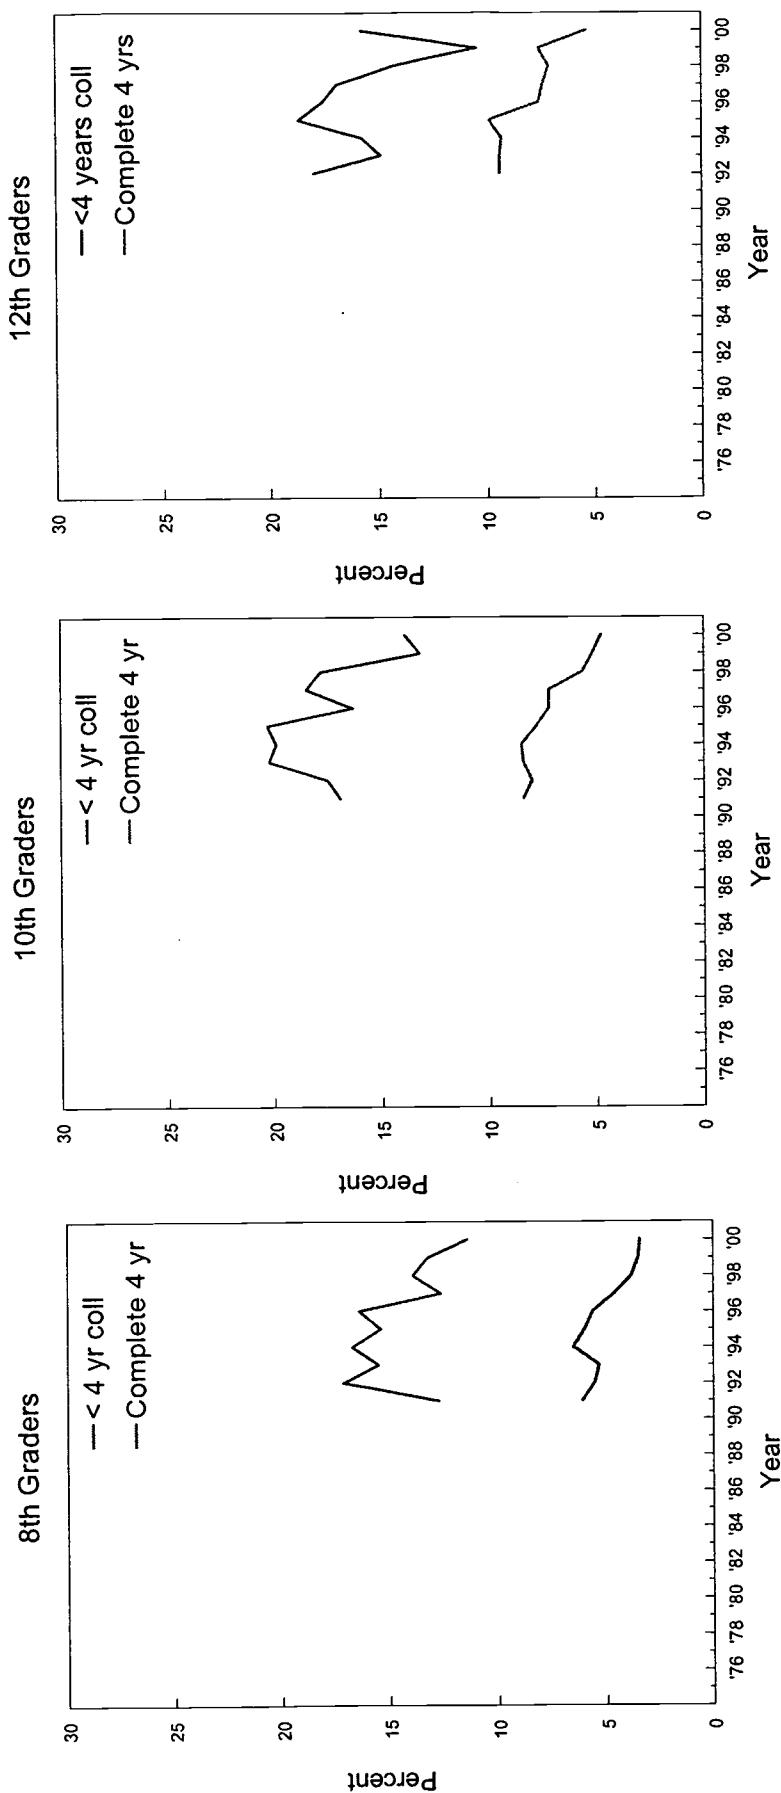 8th Graders
— < 4 yr coll
— Complete 4 yr
Percent
30
25
20
15
10
5
0
'76 '78 '80 '82 '84 '86 '88 '90 '92 '94 '96 '98 '00
Year
10th Graders
— < 4 yr coll
— Complete 4 yr
Percent
30
25
20
15
10
5
0
'76 '78 '80 '82 '84 '86 '88 '90 '92 '94 '96 '98 '00
Year
12th Graders
— <4 years coll
— Complete 4 yrs
Percent
30
25
20
15
10
5
0
'76 '78 '80 '82 '84 '86 '88 '90 '92 '94 '96 '98 '00
Year